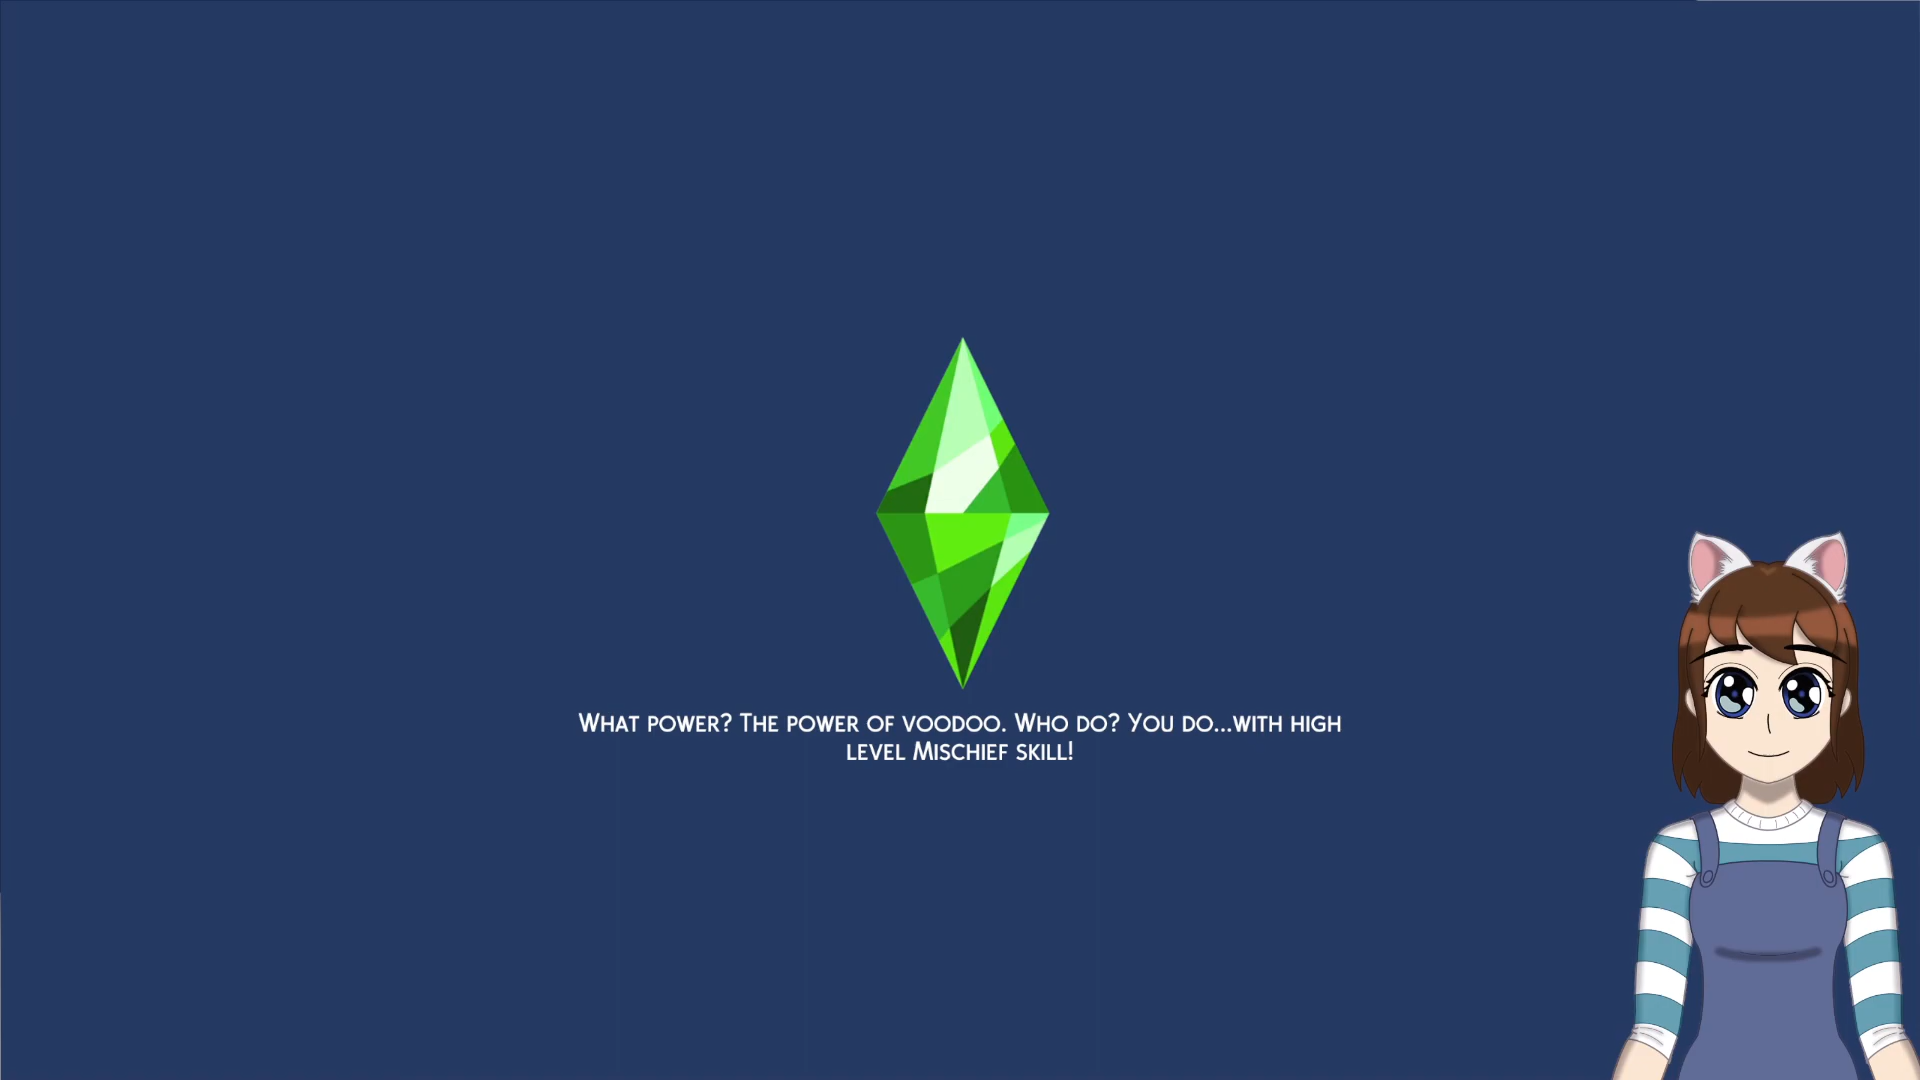 What power? The power of voodoo. Who do? You do...with high
level Mischief skill!